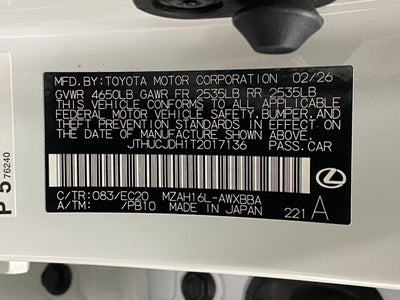 MFD.BY:TOYOTA MOTOR CORPORATION 02/26
GVWR 4650LB GAWR FR 2535LB RR 2535LB
THIS VEHICLE CONFORMS TO ALL APPLICABLE
FEDERAL MOTOR VEHICLE SAFETY, BUMPER, AND
THEFT PREVENTION STANDARDS IN EFFECT ON
THE DATE OF MANUFACTURE SHOWN ABOVE.
JTHUCJDH1T2017136 PASS.CAR
C/TR:083/EC20 MZAH16L-AWXBBA
A/TM: /PB10 MADE IN JAPAN 221 A
P 5 76240